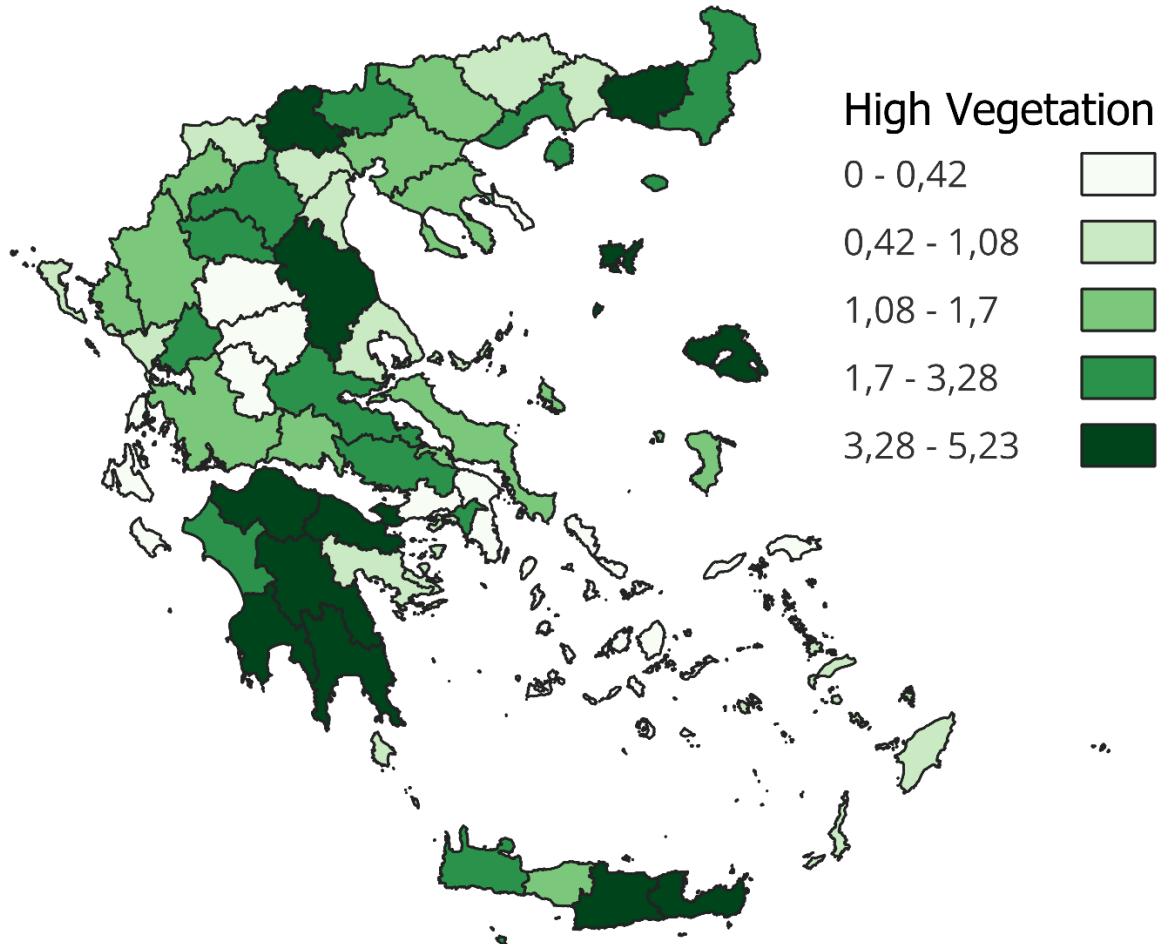 High Vegetation
0 - 0,42
0,42 - 1,08
1,08 - 1,7
1,7 - 3,28
3,28 - 5,23